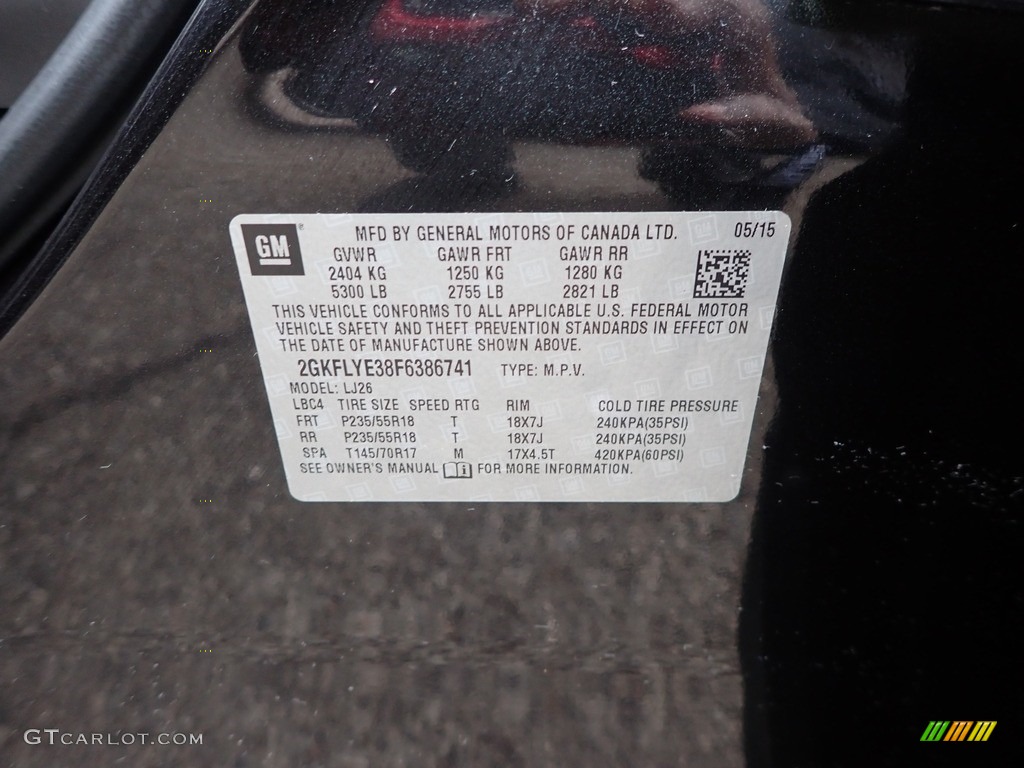 GM
MFD BY GENERAL MOTORS OF CANADA LTD. 05/15
GVWR GAWR FRT GAWR RR
2404 KG 1250 KG 1280 KG
5300 LB 2755 LB 2821 LB
THIS VEHICLE CONFORMS TO ALL APPLICABLE U.S. FEDERAL MOTOR
VEHICLE SAFETY AND THEFT PREVENTION STANDARDS IN EFFECT ON
THE DATE OF MANUFACTURE SHOWN ABOVE.
2GKFLYE38F6386741 TYPE: M.P.V.
MODEL: LJ26
LBC4 TIRE SIZE SPEED RTG RIM COLD TIRE PRESSURE
FRT P235/55R18 T 18X7J 240KPA(35PSI)
RR P235/55R18 T 18X7J 240KPA(35PSI)
SPA T145/70R17 M 17X4.5T 420KPA(60PSI)
SEE OWNER'S MANUAL FOR MORE INFORMATION.
GTCARLOT.COM